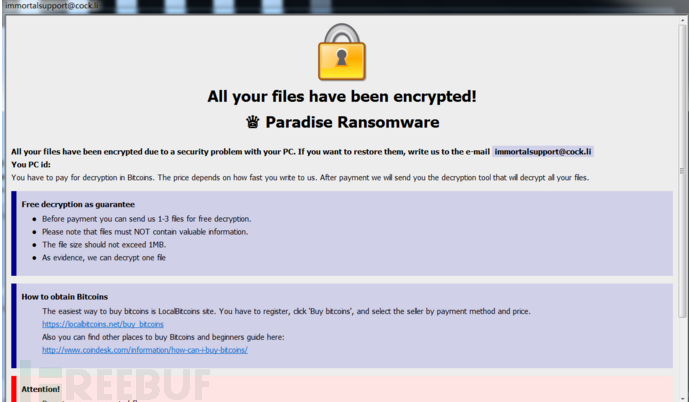 immortalsupport@cock.li
All your files have been encrypted!
Paradise Ransomware
All your files have been encrypted due to a security problem with your PC. If you want to restore them, write us to the e-mail immortalsupport@cock.li
You PC id:
You have to pay for decryption in Bitcoins. The price depends on how fast you write to us. After payment we will send you the decryption tool that will decrypt all your files.
Free decryption as guarantee
Before payment you can send us 1-3 files for free decryption.
Please note that files must NOT contain valuable information.
The file size should not exceed 1MB.
As evidence, we can decrypt one file
How to obtain Bitcoins
The easiest way to buy bitcoins is LocalBitcoins site. You have to register, click 'Buy bitcoins', and select the seller by payment method and price.
https://localbitcoins.net/buy_bitcoins
Also you can find other places to buy Bitcoins and beginners guide here:
http://www.coindesk.com/information/how-can-i-buy-bitcoins/
Attention!
FREEBUF